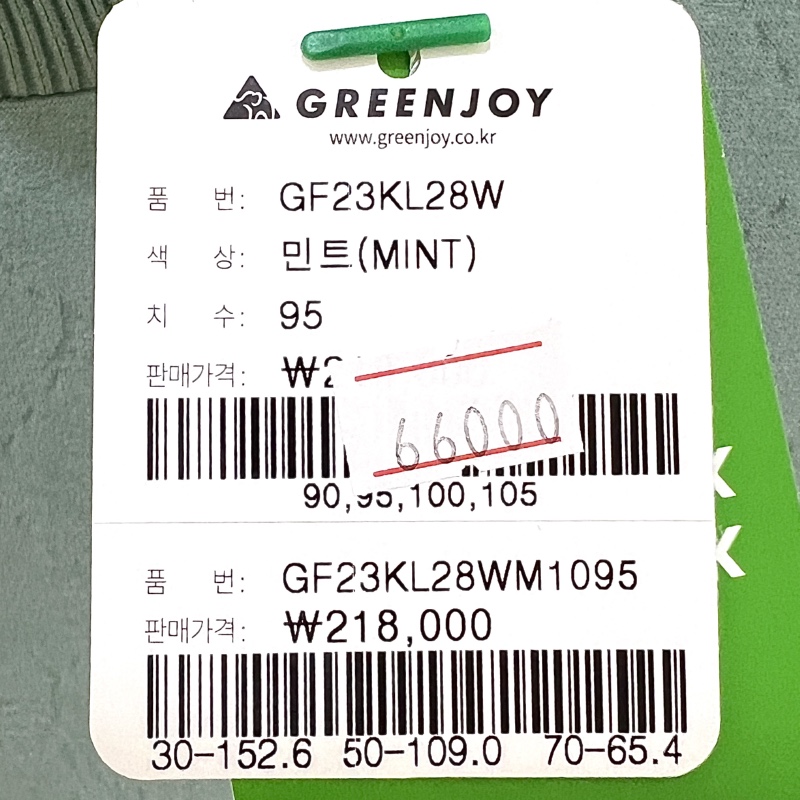 GREENJOY
www.greenjoy.co.kr
품 번: GF23KL28W
색 상: 민트(MINT)
치 수: 95
판매가격: ₩2
66000
90,95,100,105
품 번: GF23KL28WM1095
판매가격: ₩218,000
30-152.6 50-109.0 70-65.4